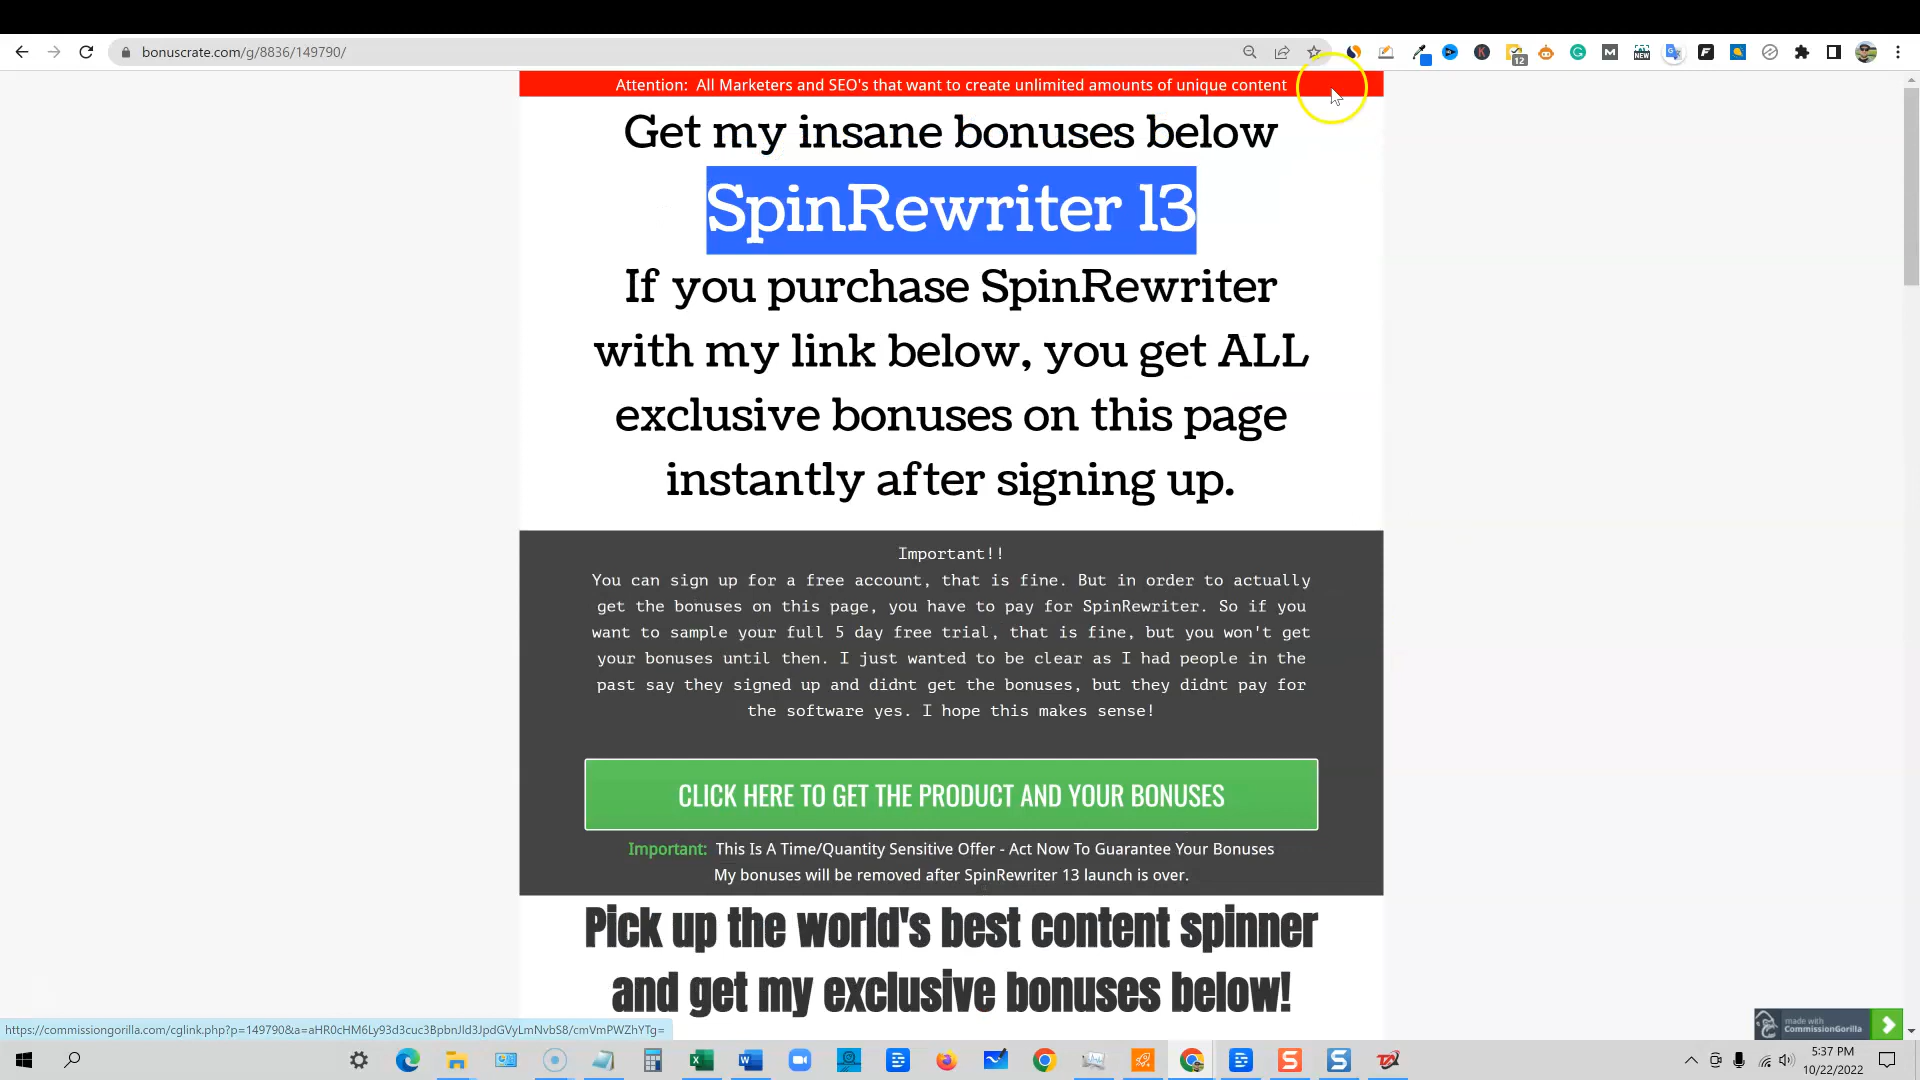 bonuscrate.com/g/8836/149790/
12
NEW
Attention: All Marketers and SEO's that want to create unlimited amounts of unique content
Get my insane bonuses below
SpinRewriter 13
If you purchase SpinRewriter
with my link below, you get ALL
exclusive bonuses on this page
instantly after signing up.
Important!!
You can sign up for a free account, that is fine. But in order to actually
get the bonuses on this page, you have to pay for SpinRewriter. So if you
want to sample your full 5 day free trial, that is fine, but you won't get
your bonuses until then. I just wanted to be clear as I had people in the
past say they signed up and didnt get the bonuses, but they didnt pay for
the software yes. I hope this makes sense!
CLICK HERE TO GET THE PRODUCT AND YOUR BONUSES
Important: This Is A Time/Quantity Sensitive Offer - Act Now To Guarantee Your Bonuses
My bonuses will be removed after SpinRewriter 13 launch is over.
Pick up the world's best content spinner
and get my exclusive bonuses below!
made with
CommissionGorilla
https://commissiongorilla.com/cglink.php?p=149790&a=aHR0cHM6Ly93d3cuc3BpbnJld3JpdGVyLmNvbS8/cmVmPWZhYTg=
5:37 PM
10/22/2022